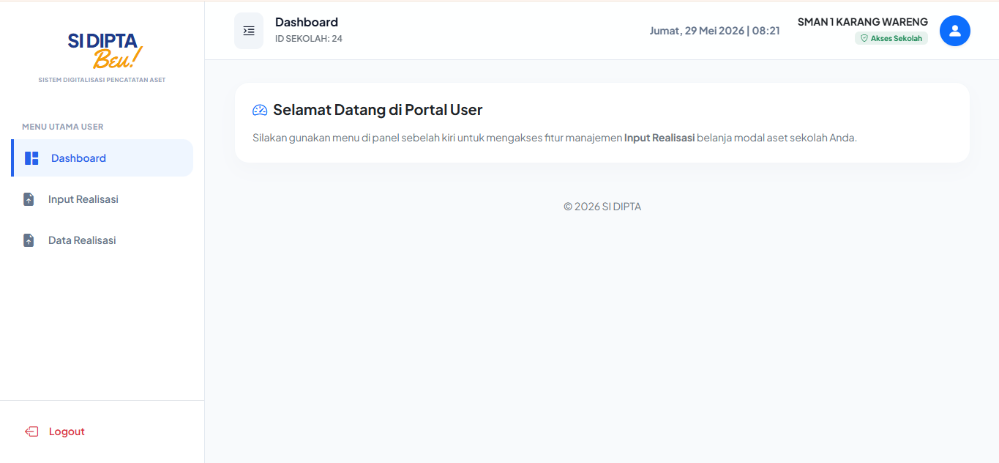 SI DIPTA
Beu!
SISTEM DIGITALISASI PENCATATAN ASET
MENU UTAMA USER
Dashboard
Input Realisasi
Data Realisasi
Logout
Dashboard
ID SEKOLAH: 24
Jumat, 29 Mei 2026 | 08:21
SMAN 1 KARANG WARENG
Akses Sekolah
Selamat Datang di Portal User
Silakan gunakan menu di panel sebelah kiri untuk mengakses fitur manajemen Input Realisasi belanja modal aset sekolah Anda.
© 2026 SI DIPTA